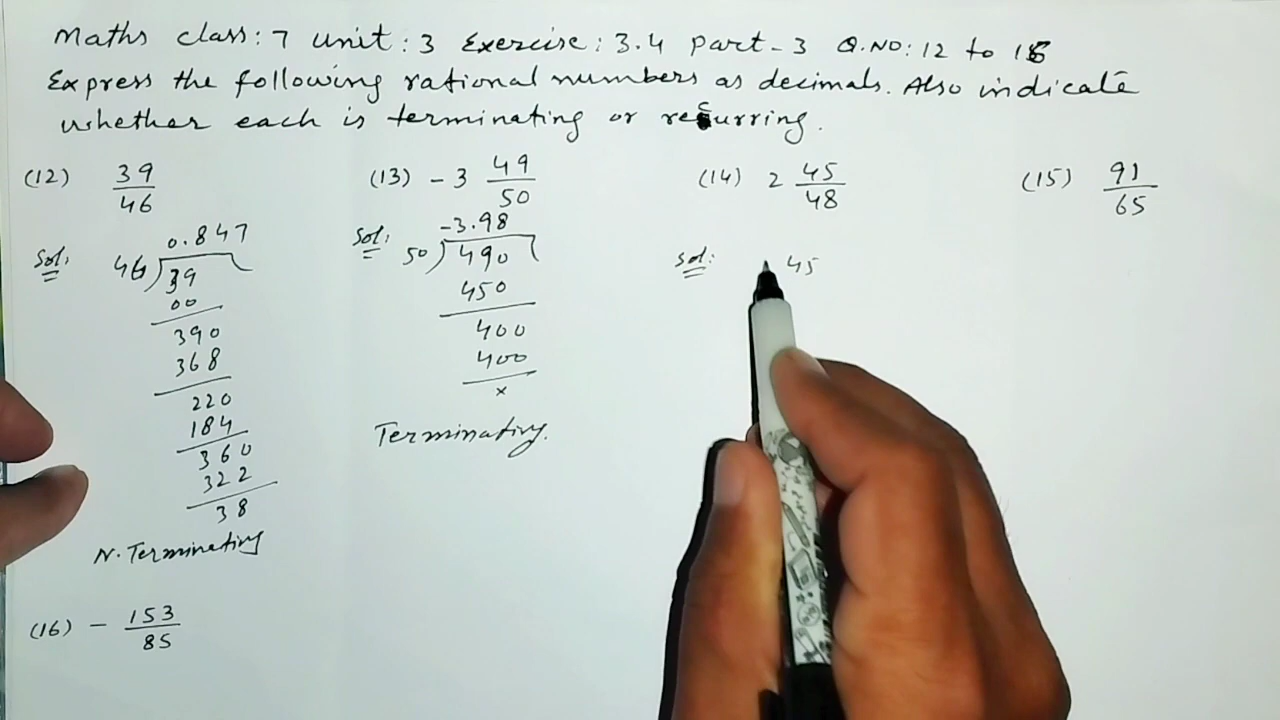 Maths class: 7 Unit: 3 Exercise: 3.4 Part-3 Q.NO: 12 to 16
Express the following rational numbers as decimals. Also indicate
whether each is terminating or recurring.
(12) 39/46
Sol:
0.847
46)39
00
390
368
220
184
360
322
38
N. Terminating
(13) -3 49/50
Sol:
-3.98
50)490
450
400
400
x
Terminating.
(14) 2 45/48
Sol: 45
(15) 91/65
(16) - 153/85